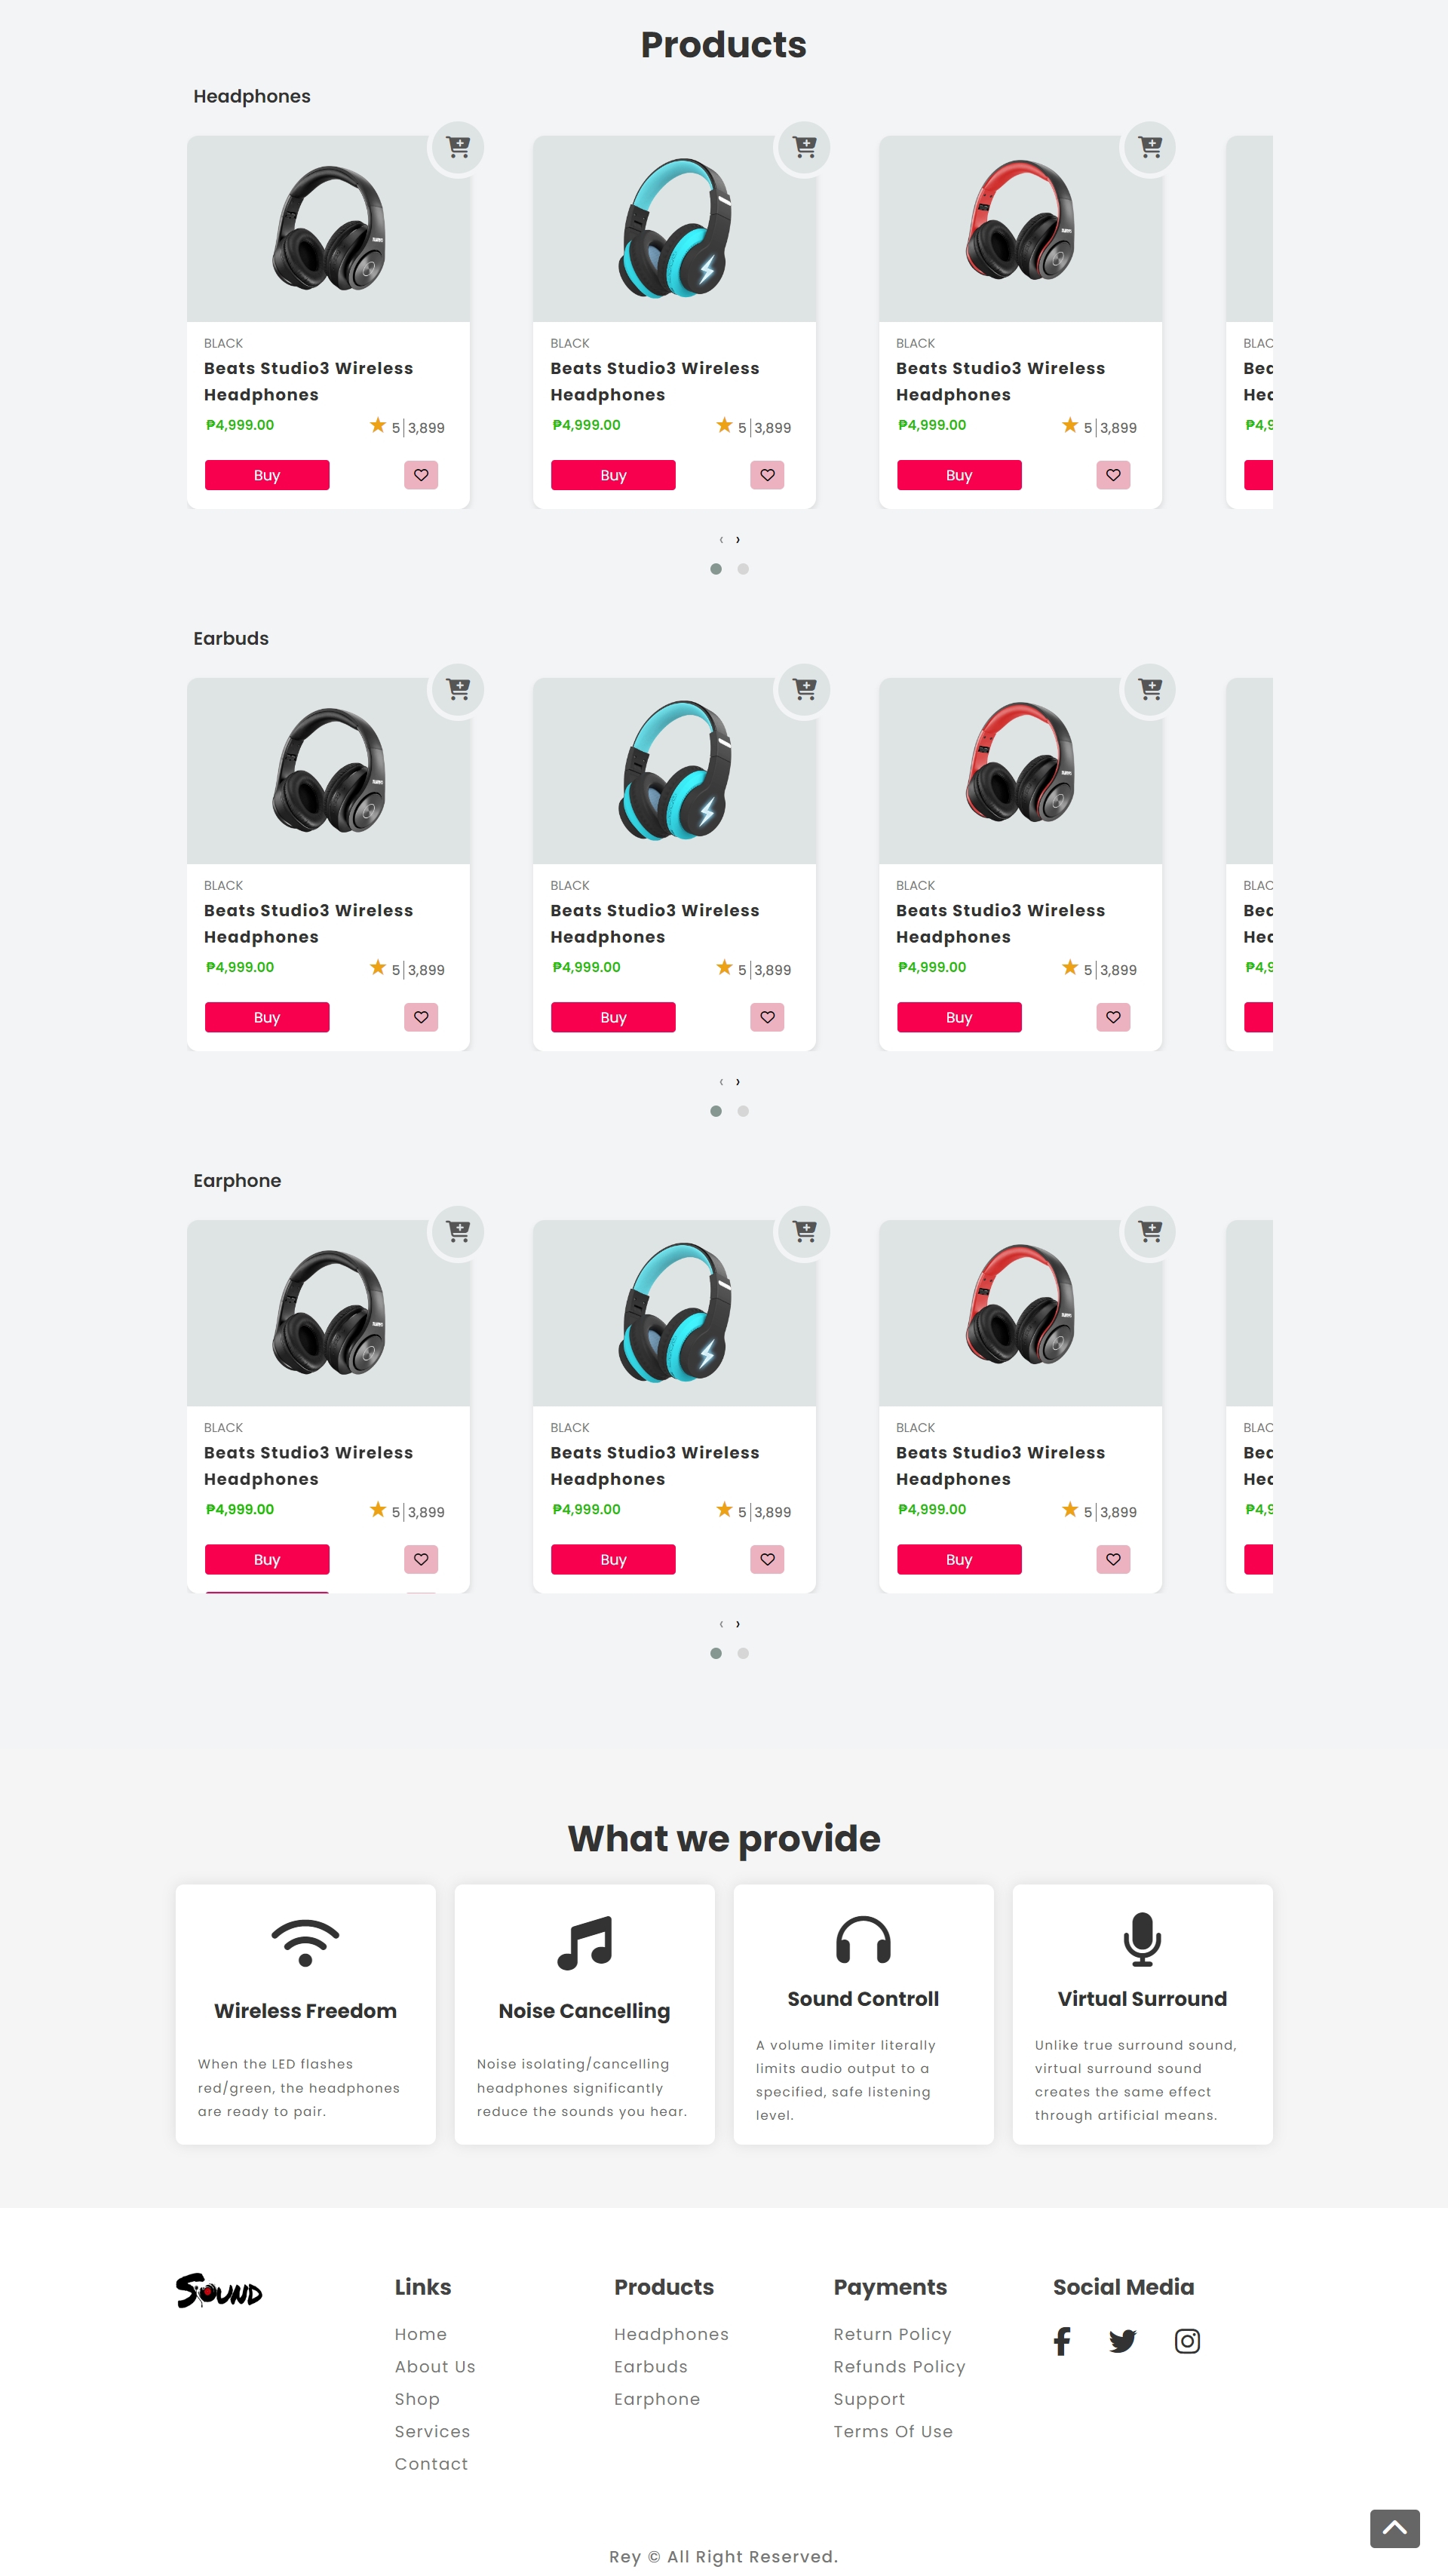 Products
Headphones
BLACK
Beats Studio3 Wireless
Headphones
₱4,999.00
5|3,899
Buy
BLACK
Beats Studio3 Wireless
Headphones
₱4,999.00
5|3,899
Buy
BLACK
Beats Studio3 Wireless
Headphones
₱4,999.00
5|3,899
Buy
BLAC
Bea
Hea
₱4,9
‹ ›
Earbuds
BLACK
Beats Studio3 Wireless
Headphones
₱4,999.00
5|3,899
Buy
BLACK
Beats Studio3 Wireless
Headphones
₱4,999.00
5|3,899
Buy
BLACK
Beats Studio3 Wireless
Headphones
₱4,999.00
5|3,899
Buy
BLAC
Bea
Hea
₱4,9
‹ ›
Earphone
BLACK
Beats Studio3 Wireless
Headphones
₱4,999.00
5|3,899
Buy
BLACK
Beats Studio3 Wireless
Headphones
₱4,999.00
5|3,899
Buy
BLACK
Beats Studio3 Wireless
Headphones
₱4,999.00
5|3,899
Buy
BLAC
Bea
Hea
₱4,9
‹ ›
What we provide
Wireless Freedom
When the LED flashes
red/green, the headphones
are ready to pair.
Noise Cancelling
Noise isolating/cancelling
headphones significantly
reduce the sounds you hear.
Sound Controll
A volume limiter literally
limits audio output to a
specified, safe listening
level.
Virtual Surround
Unlike true surround sound,
virtual surround sound
creates the same effect
through artificial means.
SOUND
Links
Home
About Us
Shop
Services
Contact
Products
Headphones
Earbuds
Earphone
Payments
Return Policy
Refunds Policy
Support
Terms Of Use
Social Media
Rey © All Right Reserved.